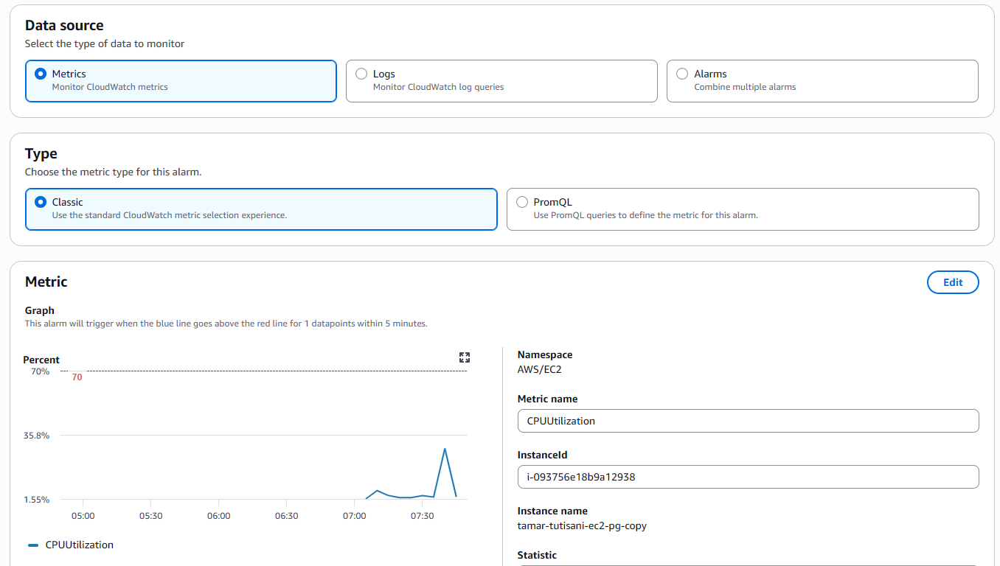 Data source
Select the type of data to monitor
Metrics
Monitor CloudWatch metrics
Logs
Monitor CloudWatch log queries
Alarms
Combine multiple alarms
Type
Choose the metric type for this alarm.
Classic
Use the standard CloudWatch metric selection experience.
PromQL
Use PromQL queries to define the metric for this alarm.
Metric
Edit
Graph
This alarm will trigger when the blue line goes above the red line for 1 datapoints within 5 minutes.
Percent
70%
70
35.8%
1.55%
05:00 05:30 06:00 06:30 07:00 07:30
CPUUtilization
Namespace
AWS/EC2
Metric name
CPUUtilization
InstanceId
i-093756e18b9a12938
Instance name
tamar-tutisani-ec2-pg-copy
Statistic